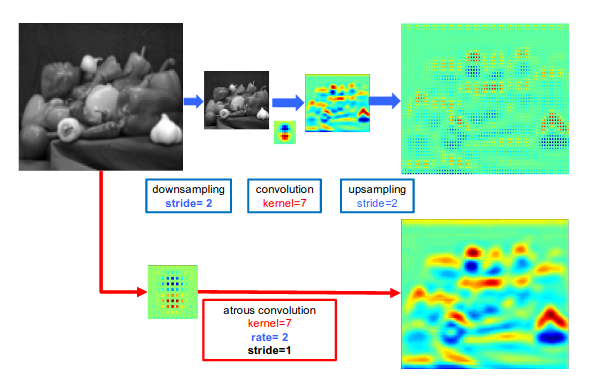 downsampling
stride= 2
convolution
kernel=7
upsampling
stride=2
atrous convolution
kernel=7
rate= 2
stride=1